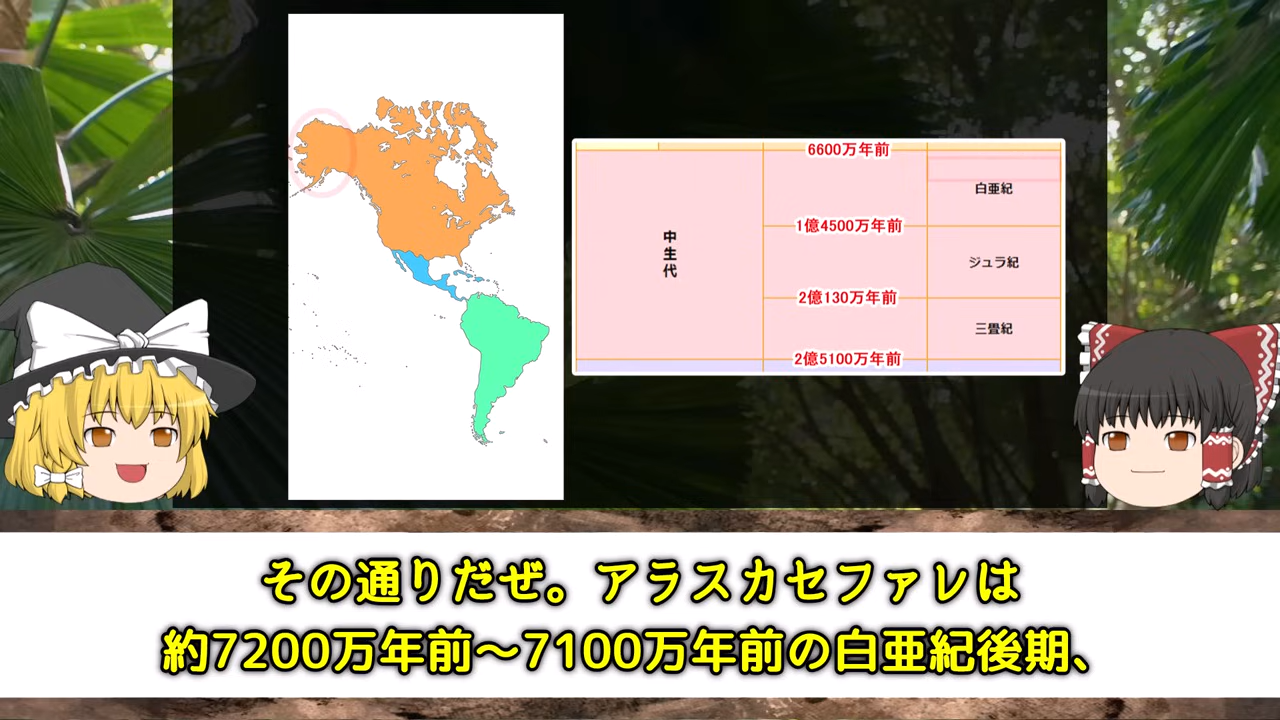 6600万年前
白亜紀
1億4500万年前
中生代
ジュラ紀
2億130万年前
三畳紀
2億5100万年前
その通りだぜ。アラスカセファレは
約7200万年前～7100万年前の白亜紀後期、